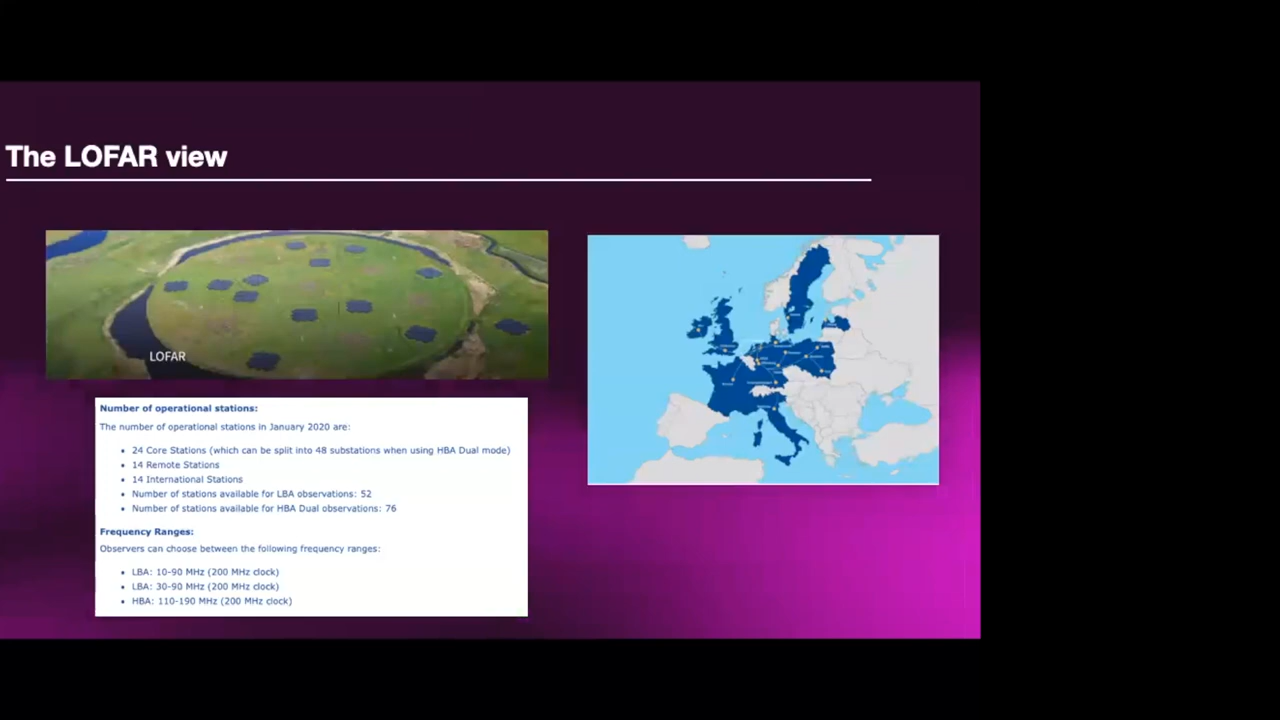 The LOFAR view
LOFAR
Number of operational stations:
The number of operational stations in January 2020 are:
• 24 Core Stations (which can be split into 48 substations when using HBA Dual mode)
• 14 Remote Stations
• 14 International Stations
• Number of stations available for LBA observations: 52
• Number of stations available for HBA Dual observations: 76
Frequency Ranges:
Observers can choose between the following frequency ranges:
• LBA: 10-90 MHz (200 MHz clock)
• LBA: 30-90 MHz (200 MHz clock)
• HBA: 110-190 MHz (200 MHz clock)